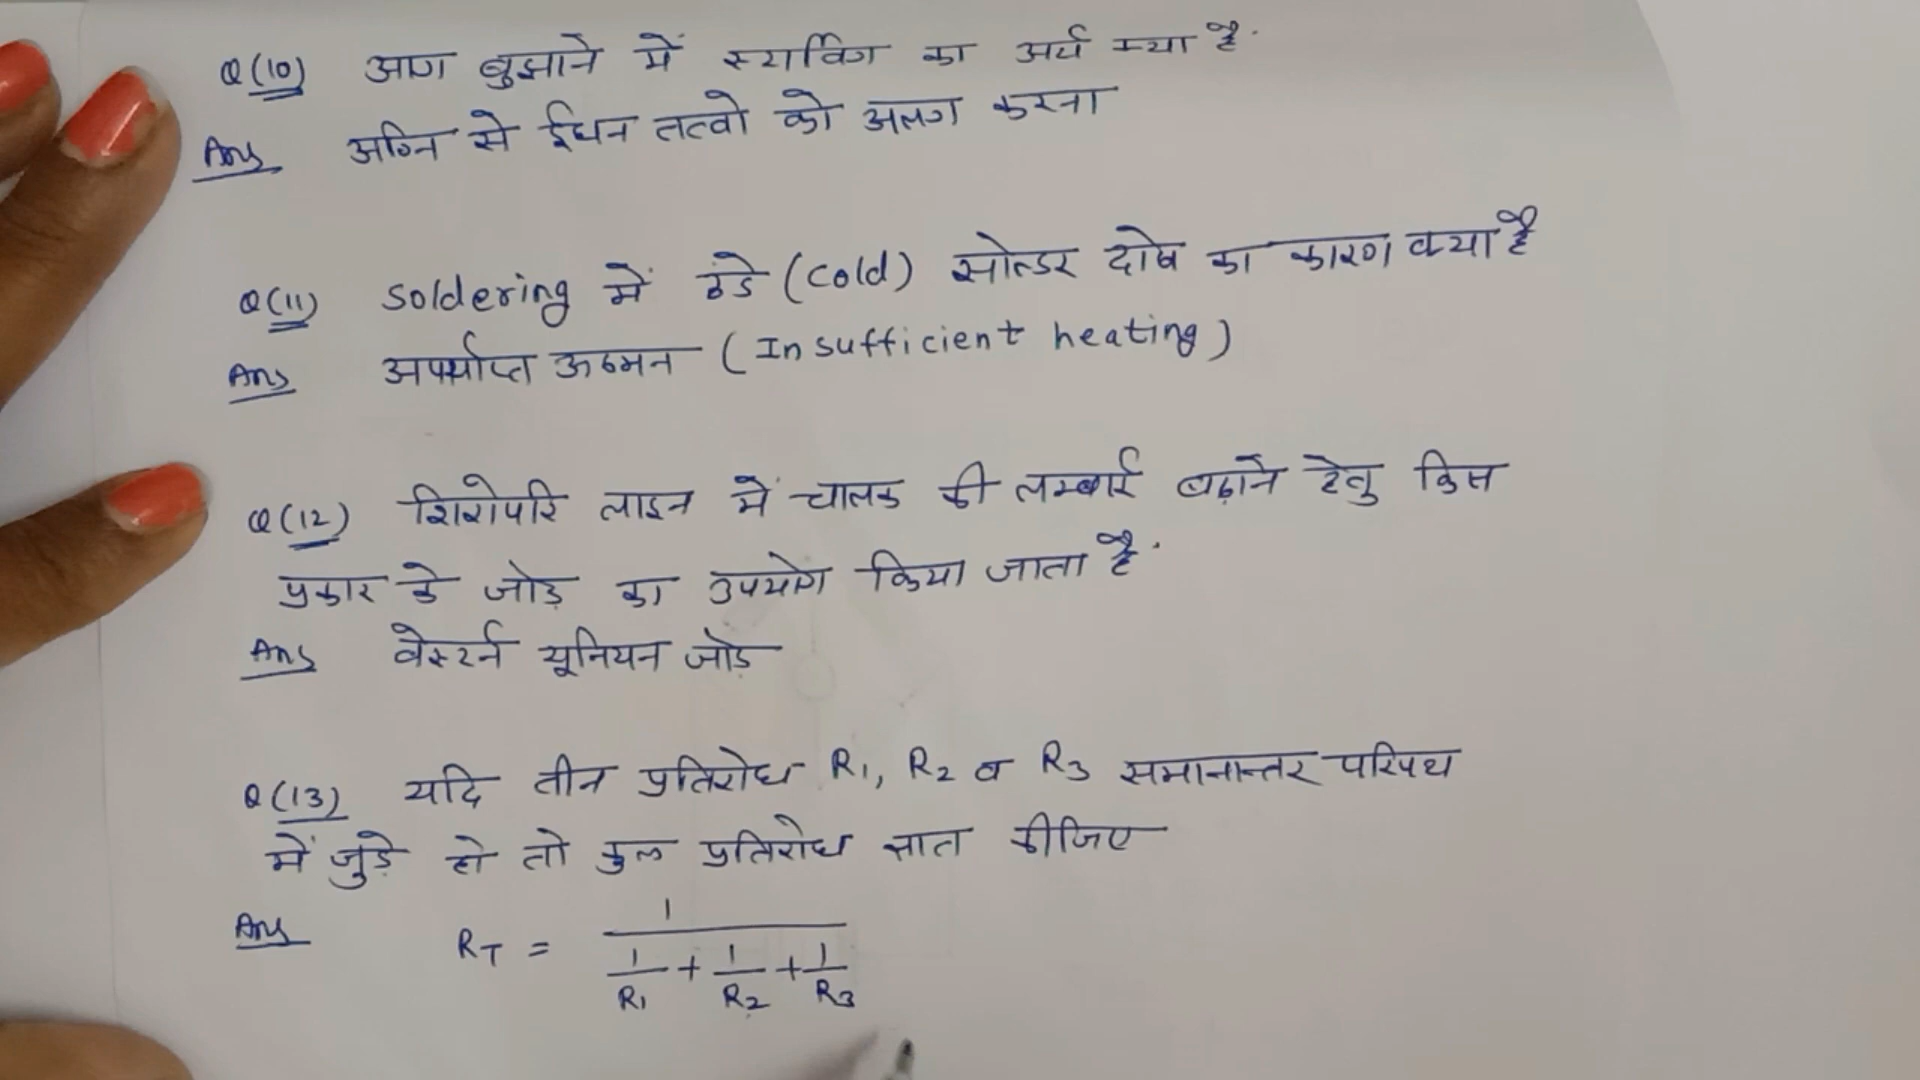 Q(10) आग बुझाने में स्टार्विंग का अर्थ क्या है.
Ans अग्नि से ईधन तत्वो को अलग करना
Q(11) Soldering में ठंडे (Cold) सोल्डर दोष का कारण क्या है
Ans अपर्याप्त ऊष्मन (Insufficient heating)
Q(12) शिरोपरि लाइन में चालक की लम्बाई बढ़ाने हेतु किस
प्रकार के जोड़ का उपयोग किया जाता है.
Ans वेस्टर्न यूनियन जोड़
Q(13) यदि तीन प्रतिरोध R1, R2 व R3 समानान्तर परिपथ
में जुड़े हो तो कुल प्रतिरोध ज्ञात कीजिए
Ans RT = 1 / (1/R1 + 1/R2 + 1/R3)